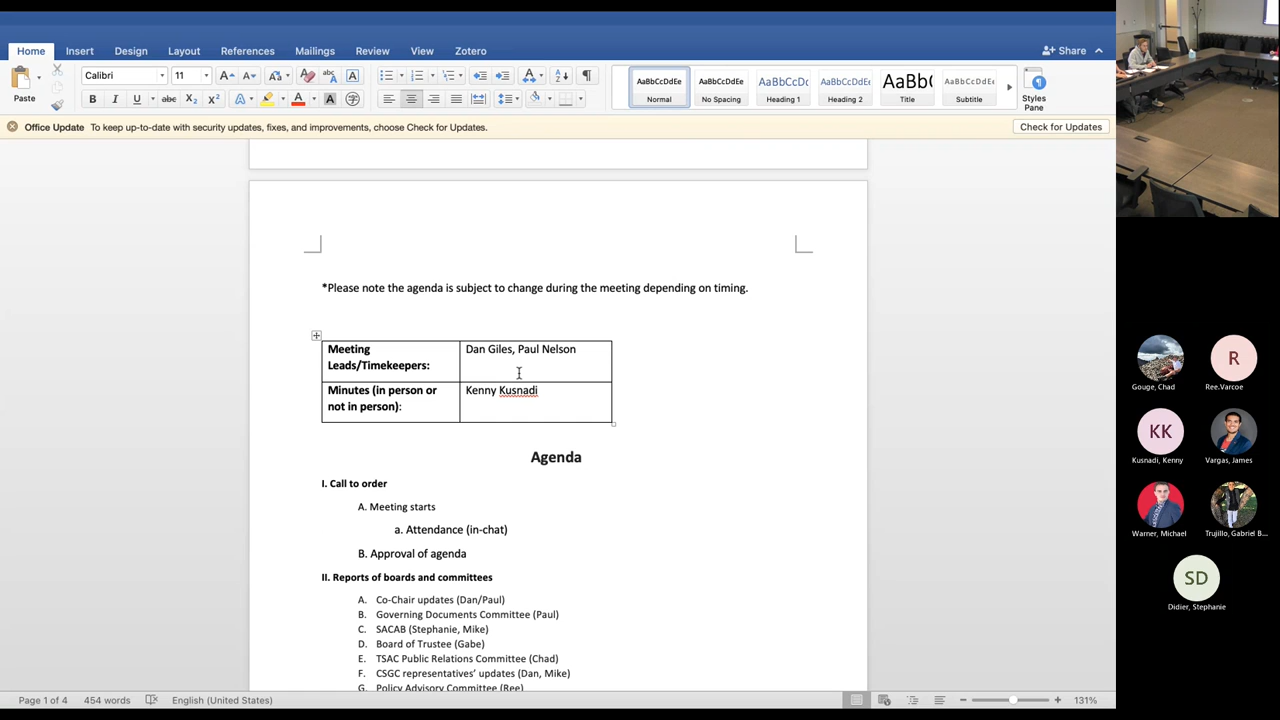 Home Insert Design Layout References Mailings Review View Zotero Share
Paste Calibri 11
AaBbCcDdEe AaBbCcDdEe AaBbCcDc AaBbCcDdEe AaBb( AaBbCcDdEe
B I U abc X₂ X² A A A Normal No Spacing Heading 1 Heading 2 Title Subtitle Styles Pane
Office Update To keep up-to-date with security updates, fixes, and improvements, choose Check for Updates. Check for Updates
*Please note the agenda is subject to change during the meeting depending on timing.
Meeting Leads/Timekeepers: Dan Giles, Paul Nelson
Minutes (in person or not in person): Kenny Kusnadi
Agenda
I. Call to order
A. Meeting starts
a. Attendance (in-chat)
B. Approval of agenda
II. Reports of boards and committees
A. Co-Chair updates (Dan/Paul)
B. Governing Documents Committee (Paul)
C. SACAB (Stephanie, Mike)
D. Board of Trustee (Gabe)
E. TSAC Public Relations Committee (Chad)
F. CSGC representatives’ updates (Dan, Mike)
G. Policy Advisory Committee (Ree)
Page 1 of 4 454 words English (United States) 131%
R
Gouge, Chad Ree.Varcoe
KK
Kusnadi, Kenny Vargas, James
Warner, Michael Trujillo, Gabriel B...
SD
Didier, Stephanie